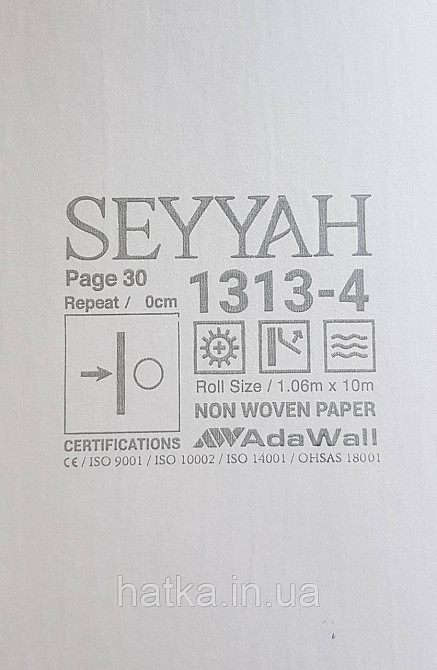 SEYYAH
Page 30
Repeat / 0cm
1313-4
Roll Size / 1.06m x 10m
NON WOVEN PAPER
CERTIFICATIONS
AdaWall
CE / ISO 9001 / ISO 10002 / ISO 14001 / OHSAS 18001
hatka.in.ua